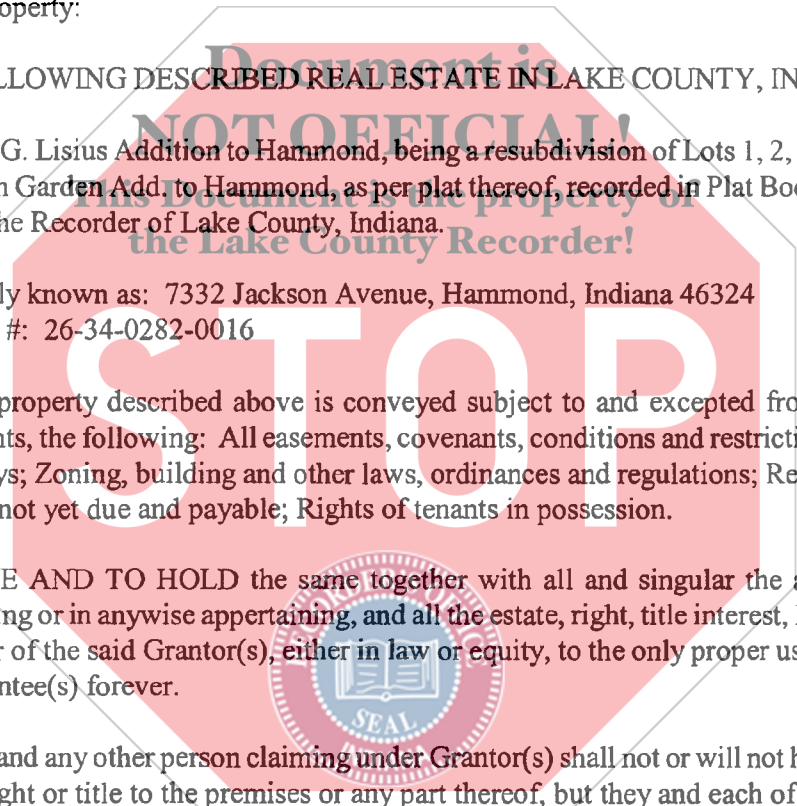 operty:
Document is
LLOWING DESCRIBED REAL ESTATE IN LAKE COUNTY, IN
NOT OFFICIAL!
G. Lisius Addition to Hammond, being a resubdivision of Lots 1, 2,
n Garden Add. to Hammond, as per plat thereof, recorded in Plat Boo
This Document is the property of
he Recorder of Lake County, Indiana.
the Lake County Recorder!
ly known as: 7332 Jackson Avenue, Hammond, Indiana 46324
#: 26-34-0282-0016
STOP
property described above is conveyed subject to and excepted fro
nts, the following: All easements, covenants, conditions and restricti
ys; Zoning, building and other laws, ordinances and regulations; Re
not yet due and payable; Rights of tenants in possession.
E AND TO HOLD the same together with all and singular the a
ng or in anywise appertaining, and all the estate, right, title interest,
r of the said Grantor(s), either in law or equity, to the only proper us
ntee(s) forever.
SEAL
and any other person claiming under Grantor(s) shall not or will not h
ght or title to the premises or any part thereof, but they and each of